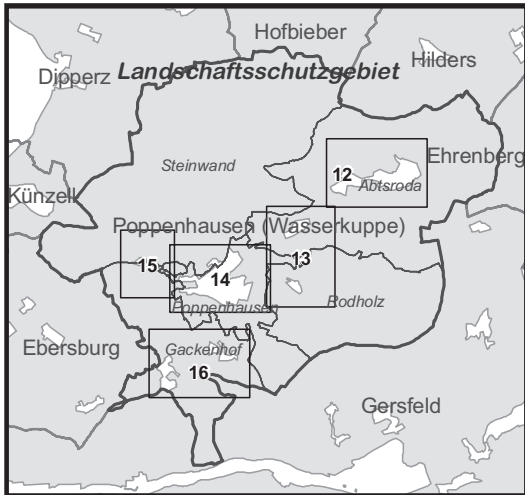 Hofbieber
Hilders
Dipperz
Landschaftsschutzgebiet
Steinwand
Ehrenberg
12
Abtsroda
Künzell
Poppenhausen (Wasserkuppe)
15
13
14
Poppenhausen
Rodholz
Ebersburg
Gackenhof
16
Gersfeld